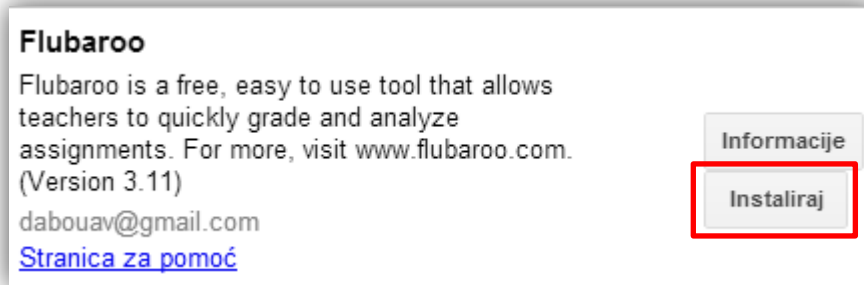 Flubaroo
Flubaroo is a free, easy to use tool that allows
teachers to quickly grade and analyze
assignments. For more, visit www.flubaroo.com.
(Version 3.11)
dabouav@gmail.com
Stranica za pomoć
Informacije
Instaliraj